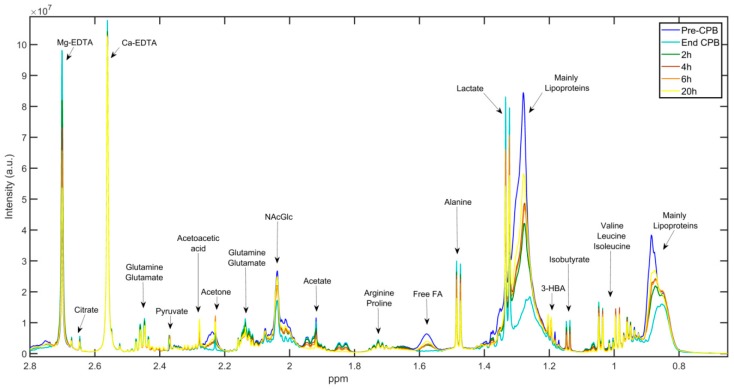 ×10⁷
Pre-CPB
End CPB
2h
4h
6h
20h
Mg-EDTA
Ca-EDTA
Lactate
Mainly
Lipoproteins
Alanine
NAcGlc
Acetoacetic
acid
Glutamine
Glutamate
Acetone
Glutamine
Glutamate
Citrate
Pyruvate
Acetate
Arginine
Proline
Free FA
3-HBA
Isobutyrate
Valine
Leucine
Isoleucine
Mainly
Lipoproteins
Intensity (a.u.)
10
9
8
7
6
5
4
3
2
1
0
2.8 2.6 2.4 2.2 2 1.8 1.6 1.4 1.2 1 0.8
ppm